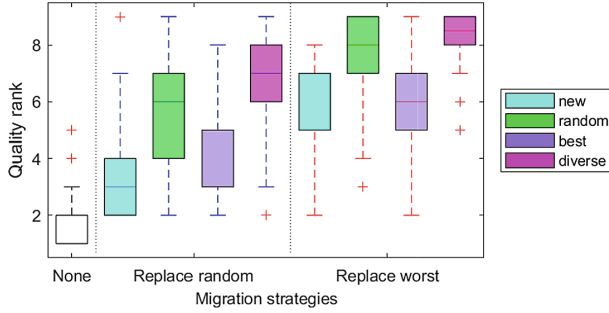 Quality rank
8
6
4
2
None
Replace random
Replace worst
Migration strategies
new
random
best
diverse